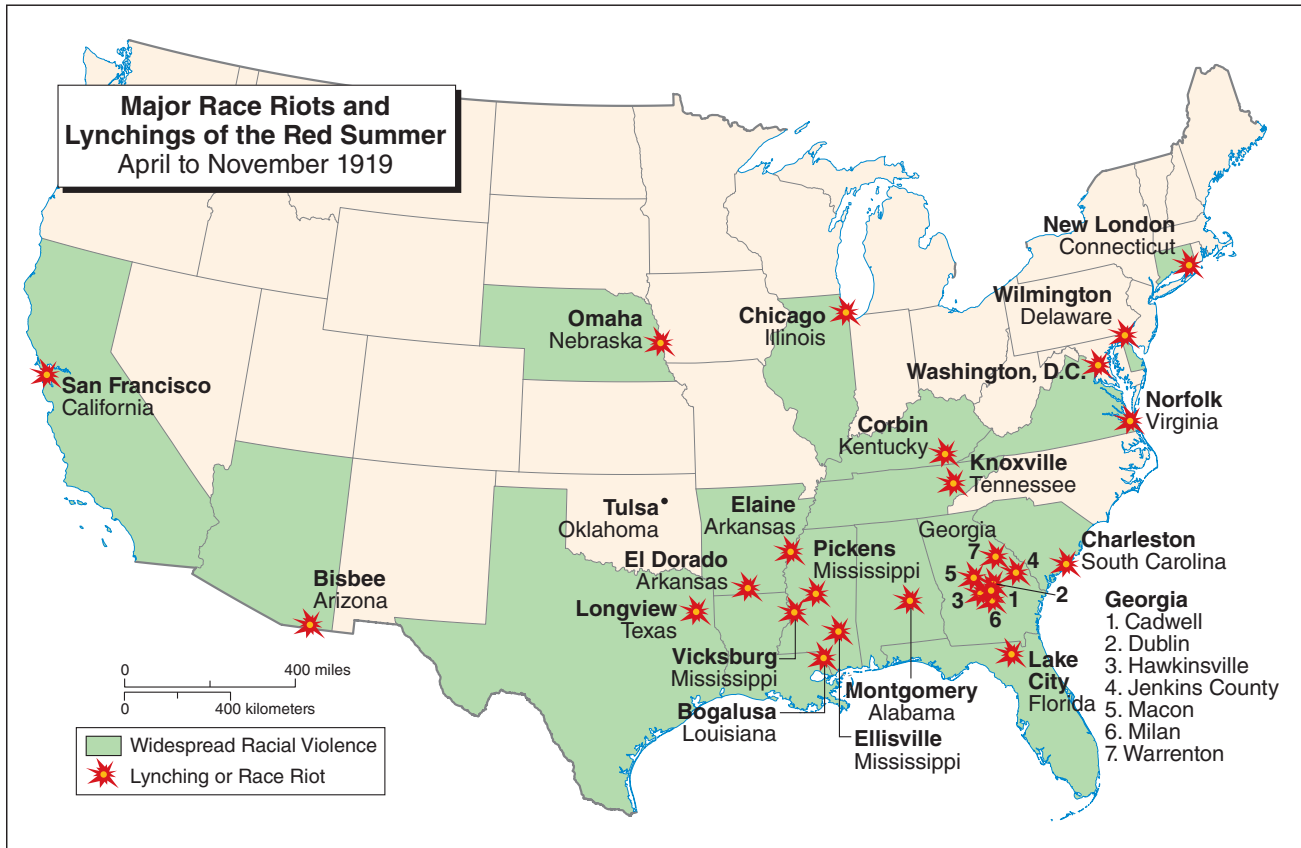 Major Race Riots and
Lynchings of the Red Summer
April to November 1919
New London
Connecticut
Wilmington
Delaware
Omaha
Nebraska
Chicago
Illinois
Washington, D.C.
San Francisco
California
Norfolk
Virginia
Corbin
Kentucky
Knoxville
Tennessee
Tulsa
Oklahoma
Elaine
Arkansas
Georgia
7
4
5
3
1
2
6
Charleston
South Carolina
El Dorado
Arkansas
Pickens
Mississippi
Bisbee
Arizona
Longview
Texas
Vicksburg
Mississippi
Lake
City
Florida
Montgomery
Alabama
Bogalusa
Louisiana
Ellisville
Mississippi
Georgia
1. Cadwell
2. Dublin
3. Hawkinsville
4. Jenkins County
5. Macon
6. Milan
7. Warrenton
0 400 miles
0 400 kilometers
Widespread Racial Violence
Lynching or Race Riot